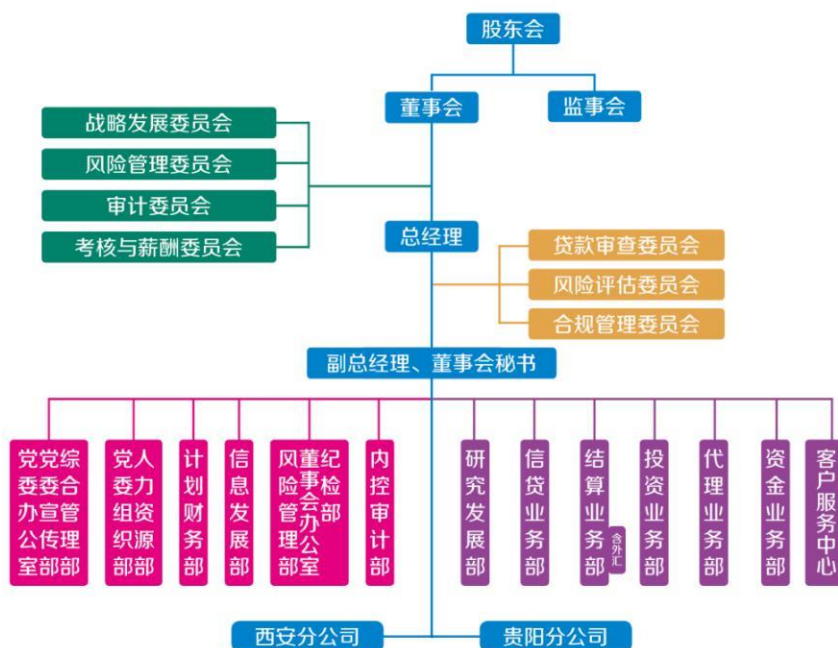 股东会
董事会
监事会
战略发展委员会
风险管理委员会
审计委员会
考核与薪酬委员会
总经理
贷款审查委员会
风险评估委员会
合规管理委员会
副总经理、董事会秘书
综合管理部
党委宣传部
党委办公室
人力资源部
党委组织部
计划财务部
信息发展部
纪检部
董事会办公室
风险管理部
内控审计部
研究发展部
信贷业务部
结算业务部
含外汇
投资业务部
代理业务部
资金业务部
客户服务中心
西安分公司
贵阳分公司